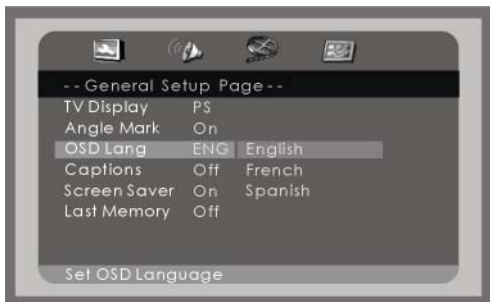 --General Setup Page--
TV Display PS
Angle Mark On
OSD Lang ENG English
Captions Off French
Screen Saver On Spanish
Last Memory Off
Set OSD Language